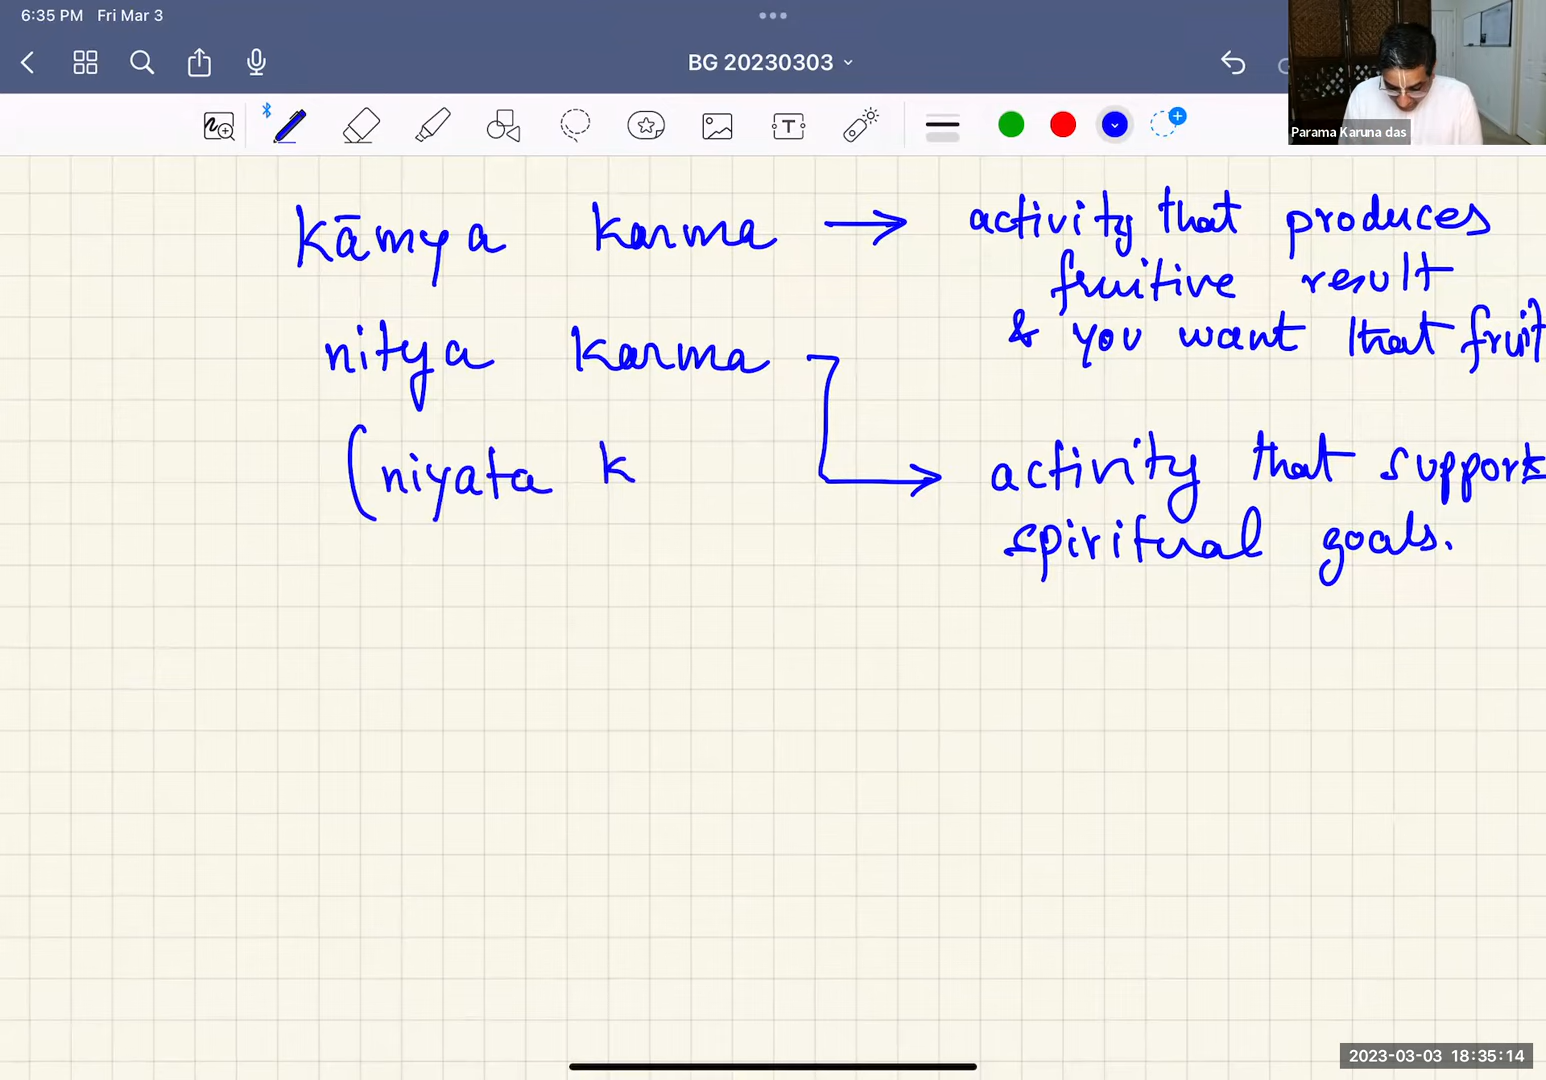 6:35 PM Fri Mar 3
BG 20230303
T
Parama Karuna das
kāmya karma → activity that produces
fruitive result
& you want that fruit
nitya karma
(niyata k
→ activity that supports
spiritual goals.
2023-03-03 18:35:14